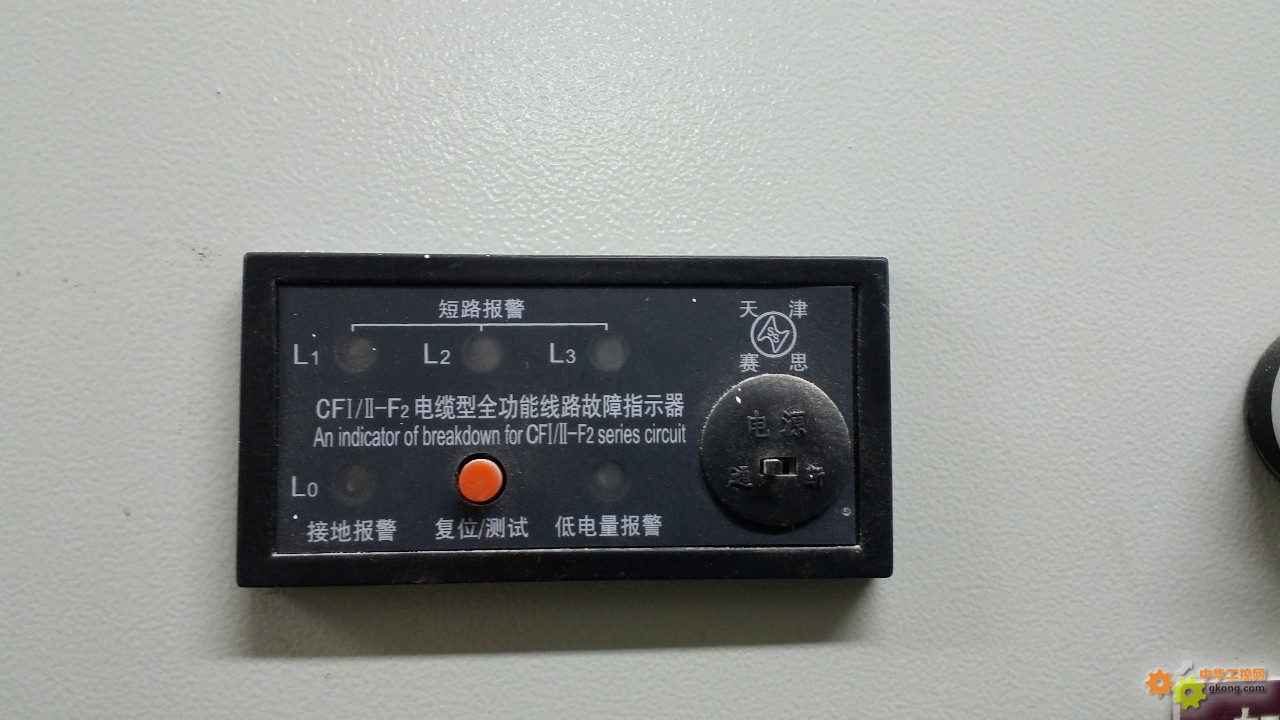 短路报警
天 津
SS
L1 L2 L3
赛 思
CFⅠ/Ⅱ-F2 电缆型全功能线路故障指示器
An indicator of breakdown for CFⅠ/Ⅱ-F2 series circuit
电源
通 断
L0
接地报警 复位/测试 低电量报警
中华工控网
gkong.com